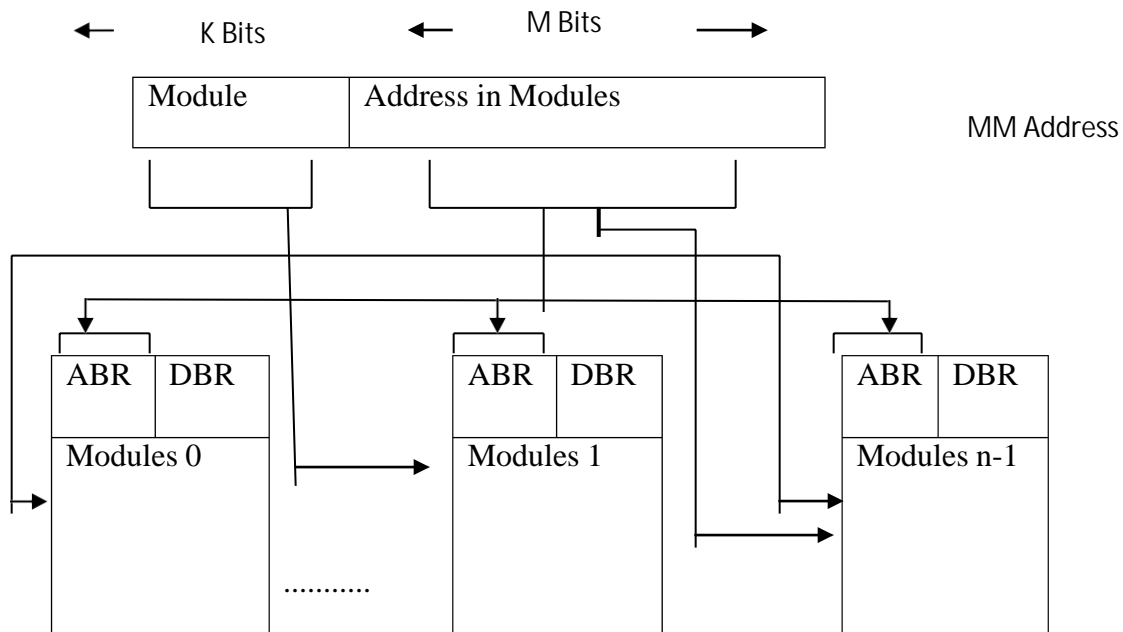 K Bits
M Bits
Module
Address in Modules
MM Address
ABR DBR
ABR DBR
ABR DBR
Modules 0
Modules 1
Modules n-1
...........